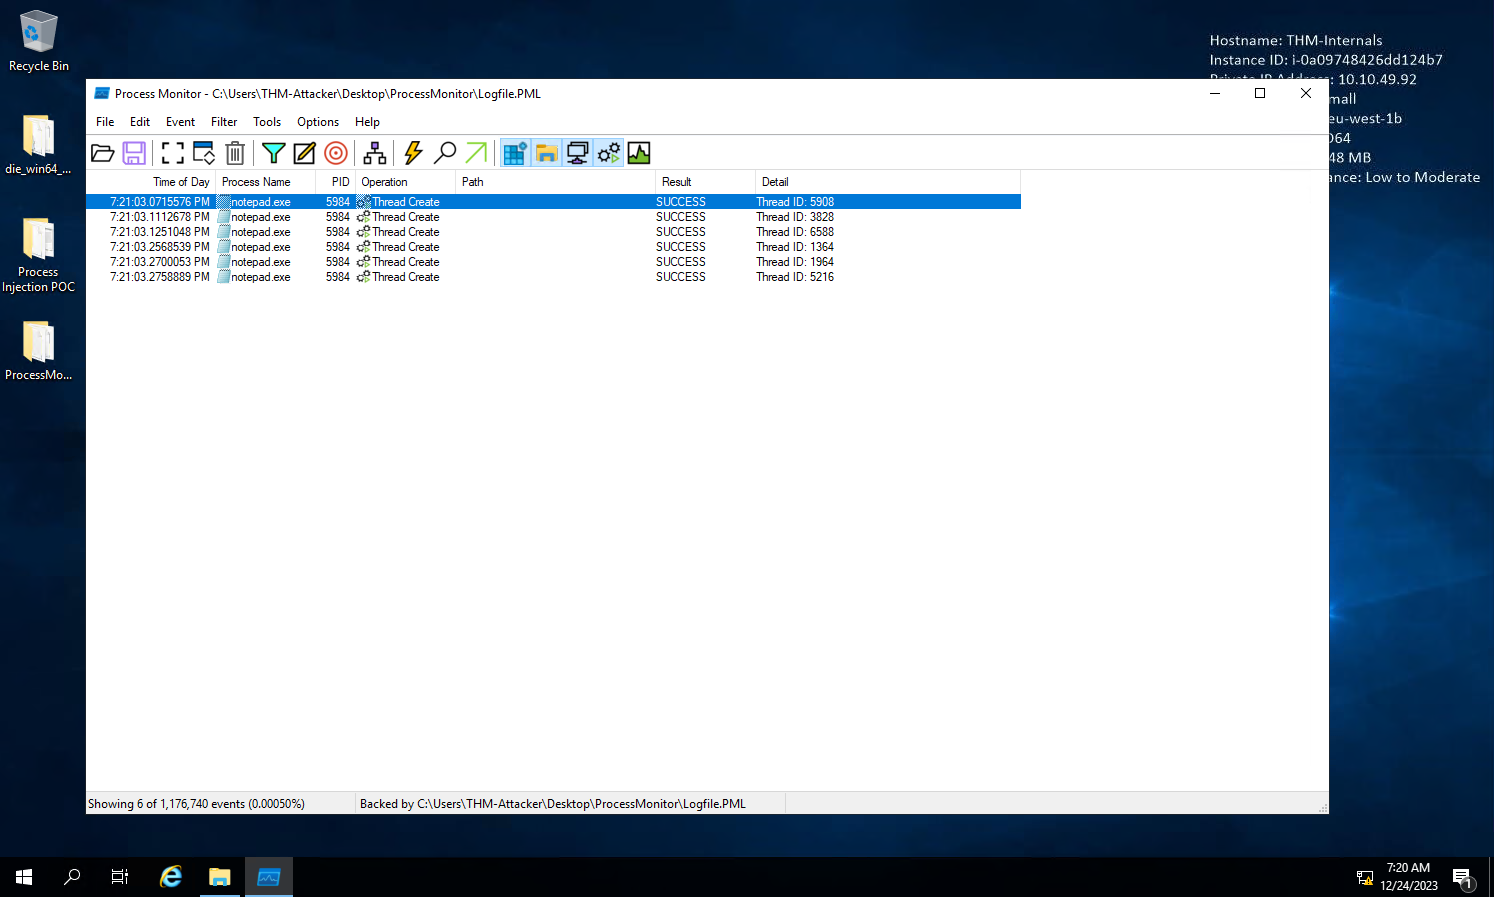 Recycle Bin
die_win64_...
Process
Injection POC
ProcessMo...
Hostname: THM-Internals
Instance ID: i-0a09748426dd124b7
Private IP Address: 10.10.49.92
mall
eu-west-1b
64
48 MB
ance: Low to Moderate
Process Monitor - C:\Users\THM-Attacker\Desktop\ProcessMonitor\Logfile.PML
File Edit Event Filter Tools Options Help
Time of Day Process Name PID Operation Path Result Detail
7:21:03.0715576 PM notepad.exe 5984 Thread Create SUCCESS Thread ID: 5908
7:21:03.1112678 PM notepad.exe 5984 Thread Create SUCCESS Thread ID: 3828
7:21:03.1251048 PM notepad.exe 5984 Thread Create SUCCESS Thread ID: 6588
7:21:03.2568539 PM notepad.exe 5984 Thread Create SUCCESS Thread ID: 1364
7:21:03.2700053 PM notepad.exe 5984 Thread Create SUCCESS Thread ID: 1964
7:21:03.2758889 PM notepad.exe 5984 Thread Create SUCCESS Thread ID: 5216
Showing 6 of 1,176,740 events (0.00050%) Backed by C:\Users\THM-Attacker\Desktop\ProcessMonitor\Logfile.PML
7:20 AM
12/24/2023
1